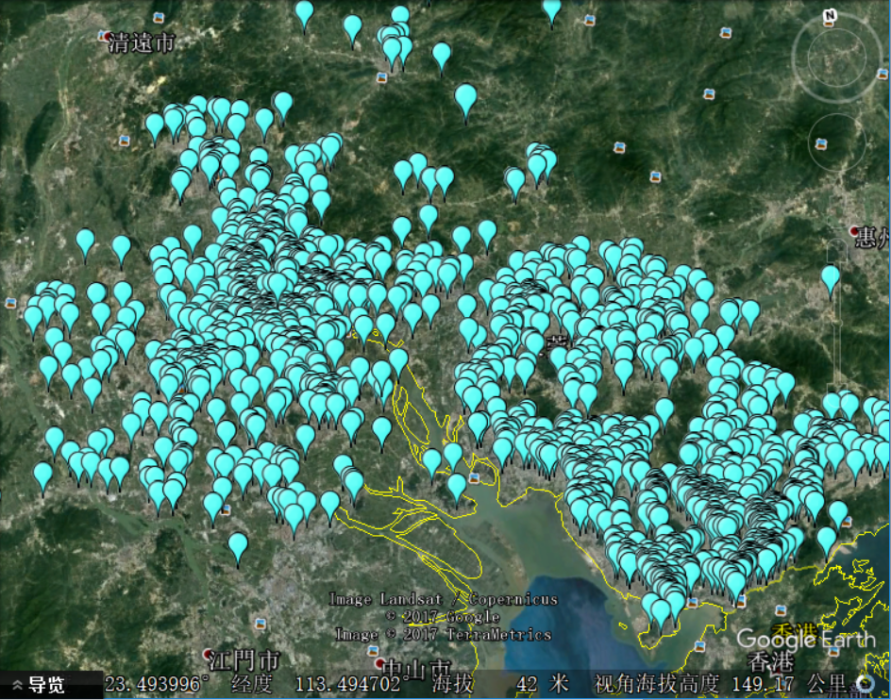 清遠市
N
惠州
Image Landsat / Copernicus
© 2017 Google
Image © 2017 TerraMetrics
Google Earth
香港
江門市
中山市
导览
23.493996° 经度 113.494702° 海拔 42 米 视角海拔高度 149.17 公里